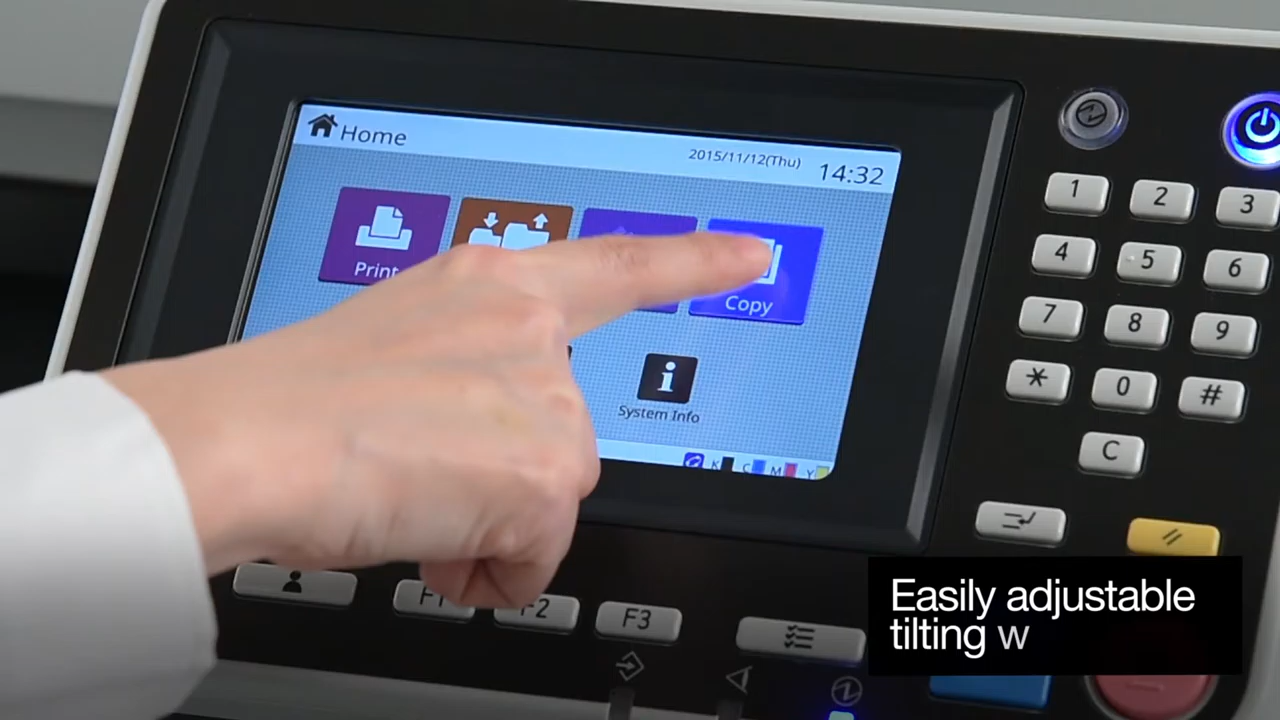 Home
2015/11/12(Thu) 14:32
Print
Copy
System Info
K C M Y
1 2 3
4 5 6
7 8 9
* 0 #
C
F1 F2 F3
Easily adjustable
tilting w